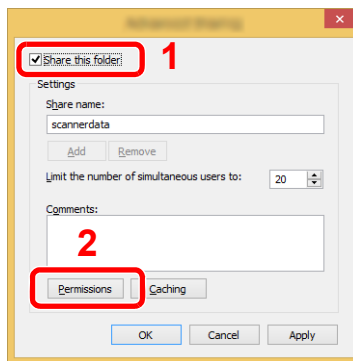 Share this folder 1
Settings
Share name:
scannerdata
Add Remove
Limit the number of simultaneous users to: 20
Comments:
2
Permissions Caching
OK Cancel Apply